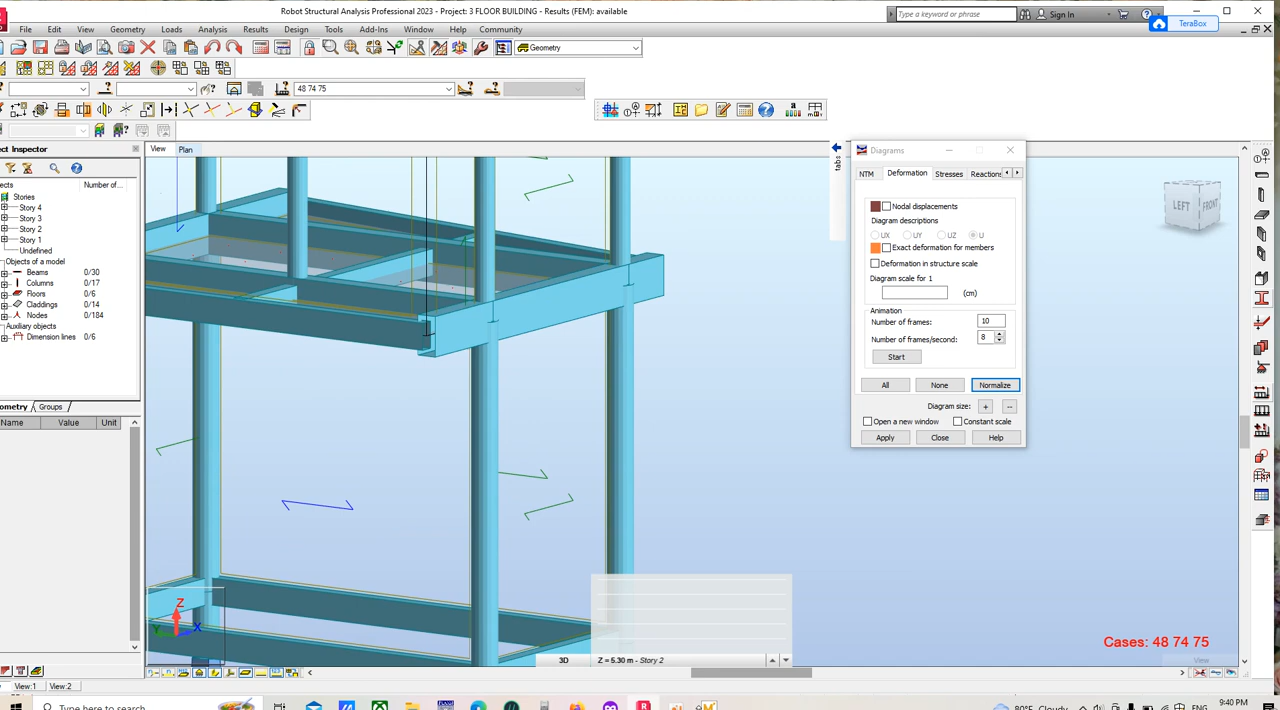 Robot Structural Analysis Professional 2023 - Project: 3 FLOOR BUILDING - Results (FEM): available
Type a keyword or phrase
Sign In
TeraBox
File Edit View Geometry Loads Analysis Results Design Tools Add-Ins Window Help Community
Geometry
48 74 75
ect Inspector
View Plan
tabs
Diagrams
NTM Deformation Stresses Reactions
Nodal displacements
Diagram descriptions
UX UY UZ U
Exact deformation for members
Deformation in structure scale
Diagram scale for 1
(cm)
Animation
Number of frames: 10
Number of frames/second: 8
Start
All None Normalize
Diagram size: + --
Open a new window Constant scale
Apply Close Help
LEFT FRONT
jects Number of...
Stories
Story 4
Story 3
Story 2
Story 1
Undefined
Objects of a model
Beams 0/30
Columns 0/17
Floors 0/6
Claddings 0/14
Nodes 0/184
Auxiliary objects
Dimension lines 0/6
eometry Groups
Name Value Unit
Z
Y X
Cases: 48 74 75
View
3D Z = 5.30 m - Story 2
View:1 View:2
Type here to search
80°F Cloudy
ENG
9:40 PM